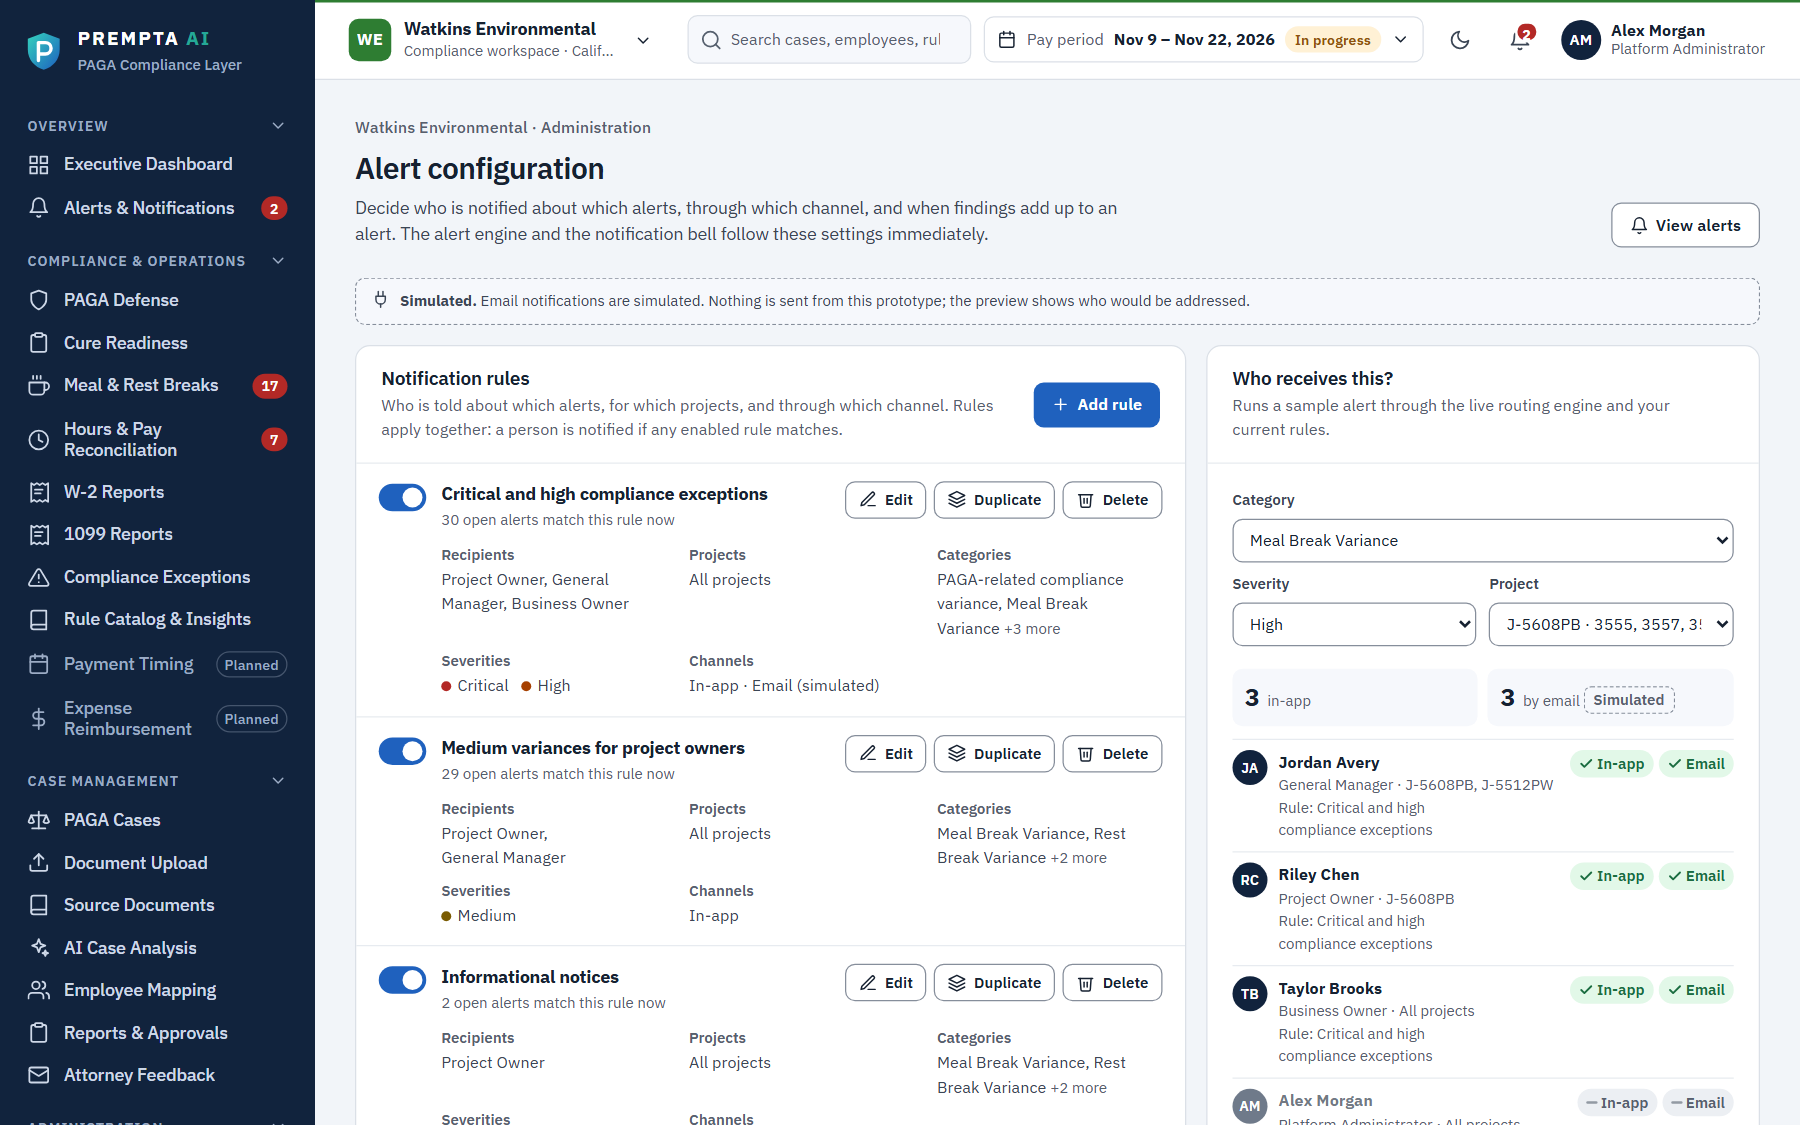 PREMPTA AI
PAGA Compliance Layer
OVERVIEW
Executive Dashboard
Alerts & Notifications 2
COMPLIANCE & OPERATIONS
PAGA Defense
Cure Readiness
Meal & Rest Breaks 17
Hours & Pay
Reconciliation 7
W-2 Reports
1099 Reports
Compliance Exceptions
Rule Catalog & Insights
Payment Timing Planned
Expense
Reimbursement Planned
CASE MANAGEMENT
PAGA Cases
Document Upload
Source Documents
AI Case Analysis
Employee Mapping
Reports & Approvals
Attorney Feedback
ADMINISTRATION
WE Watkins Environmental
Compliance workspace · Calif...
Search cases, employees, rul
Pay period Nov 9 – Nov 22, 2026 In progress
2
AM Alex Morgan
Platform Administrator
Watkins Environmental · Administration
Alert configuration
Decide who is notified about which alerts, through which channel, and when findings add up to an
alert. The alert engine and the notification bell follow these settings immediately.
View alerts
Simulated. Email notifications are simulated. Nothing is sent from this prototype; the preview shows who would be addressed.
Notification rules
Who is told about which alerts, for which projects, and through which channel. Rules
apply together: a person is notified if any enabled rule matches.
Add rule
Critical and high compliance exceptions
30 open alerts match this rule now
Edit Duplicate Delete
Recipients
Project Owner, General
Manager, Business Owner
Projects
All projects
Categories
PAGA-related compliance
variance, Meal Break
Variance +3 more
Severities
Critical High
Channels
In-app · Email (simulated)
Medium variances for project owners
29 open alerts match this rule now
Edit Duplicate Delete
Recipients
Project Owner,
General Manager
Projects
All projects
Categories
Meal Break Variance, Rest
Break Variance +2 more
Severities
Medium
Channels
In-app
Informational notices
2 open alerts match this rule now
Edit Duplicate Delete
Recipients
Project Owner
Projects
All projects
Categories
Meal Break Variance, Rest
Break Variance +2 more
Severities
Channels
Who receives this?
Runs a sample alert through the live routing engine and your
current rules.
Category
Meal Break Variance
Severity
High
Project
J-5608PB · 3555, 3557, 3
3 in-app
3 by email Simulated
JA Jordan Avery
General Manager · J-5608PB, J-5512PW
Rule: Critical and high
compliance exceptions
In-app Email
RC Riley Chen
Project Owner · J-5608PB
Rule: Critical and high
compliance exceptions
In-app Email
TB Taylor Brooks
Business Owner · All projects
Rule: Critical and high
compliance exceptions
In-app Email
AM Alex Morgan
Platform Administrator · All projects
In-app Email